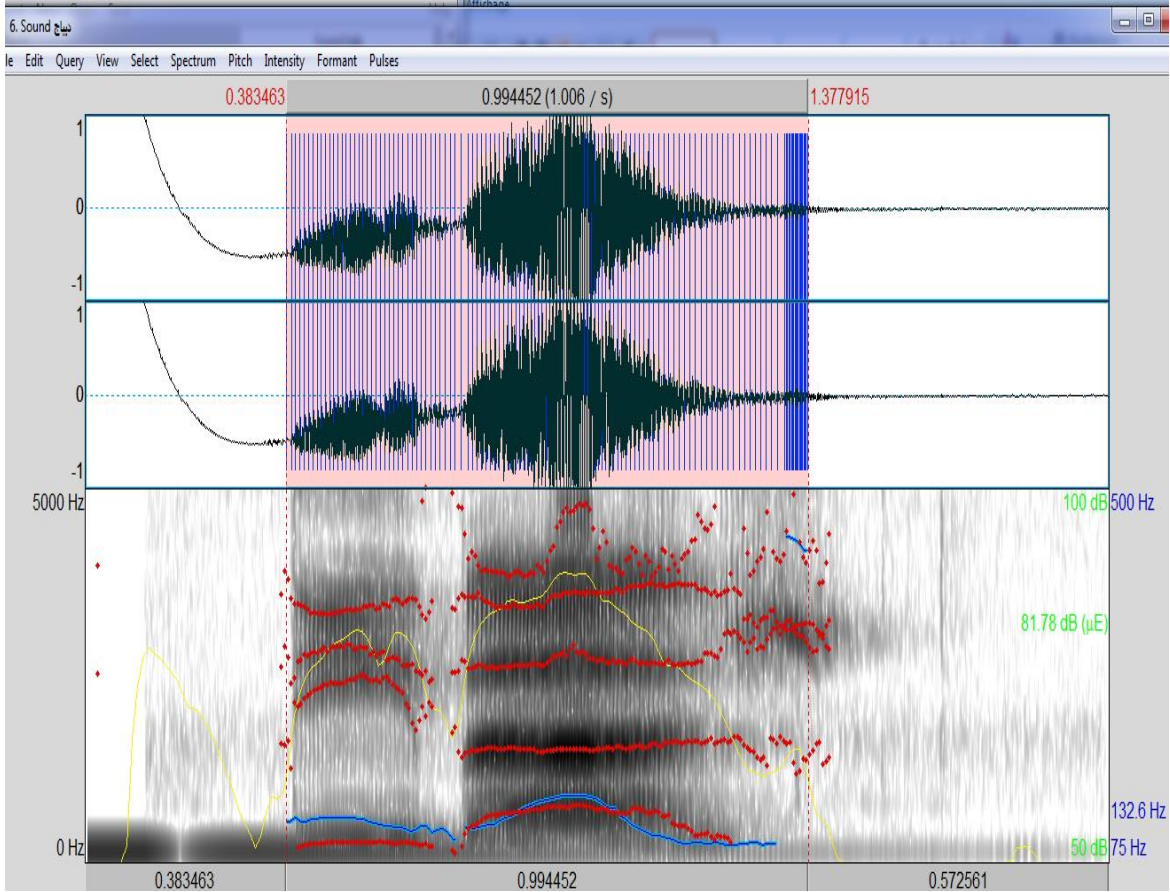 Affichage
6. Sound ديباج
le Edit Query View Select Spectrum Pitch Intensity Formant Pulses
0.383463 0.994452 (1.006 / s) 1.377915
1
0
-1
1
0
-1
5000 Hz 100 dB 500 Hz
81.78 dB (µE)
132.6 Hz
0 Hz 50 dB 75 Hz
0.383463 0.994452 0.572561